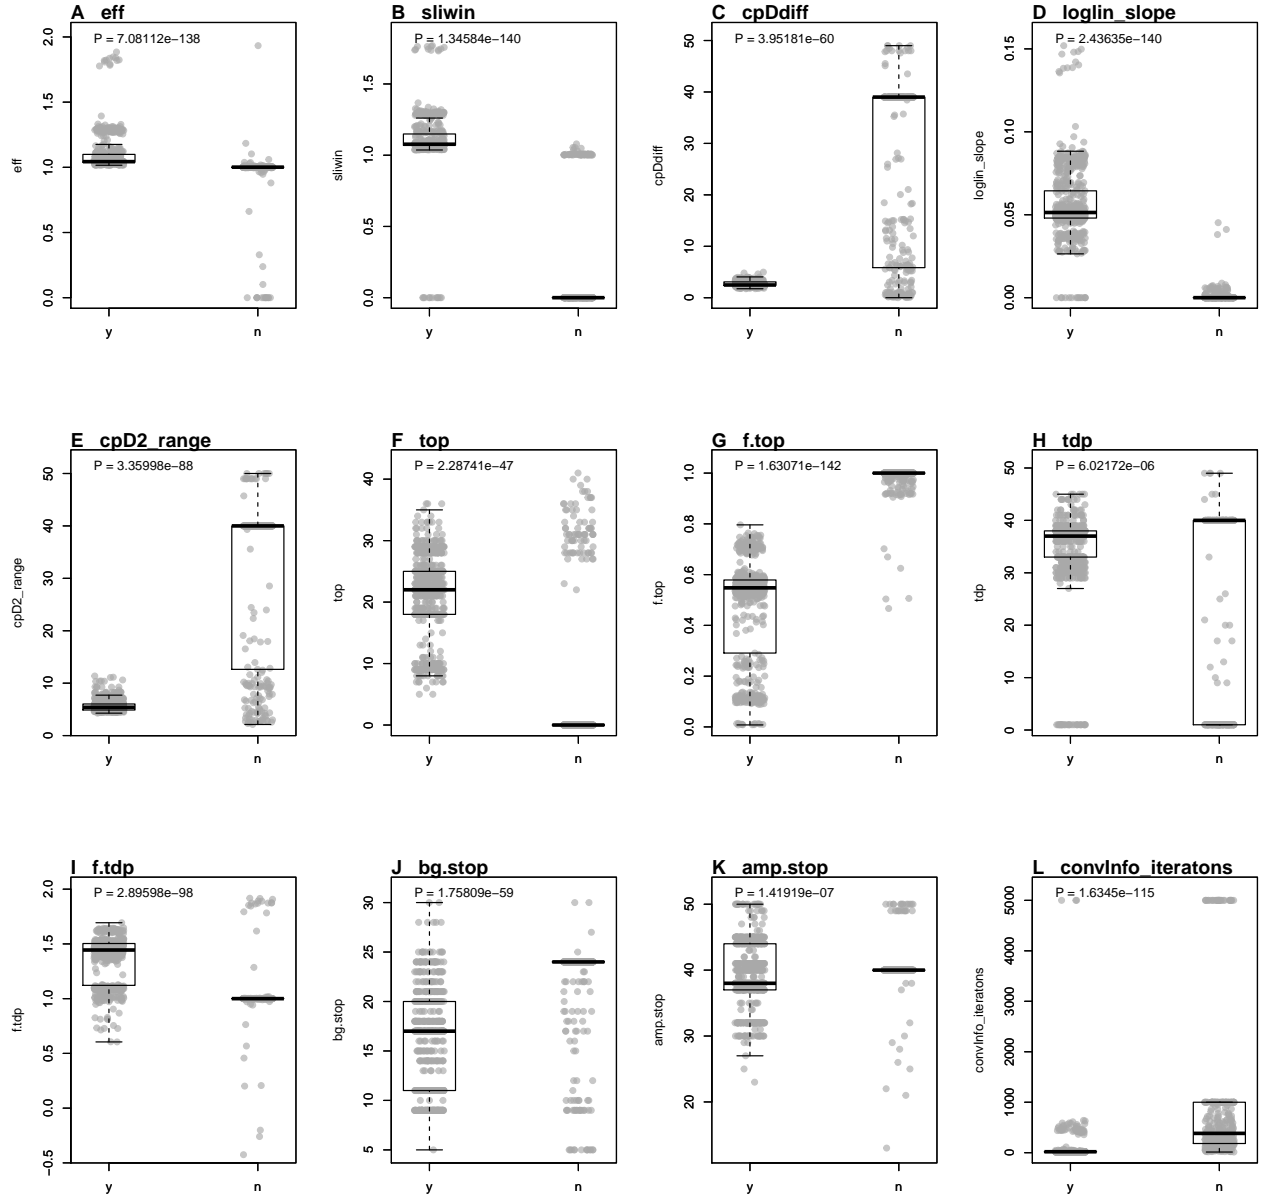 A eff
P = 7.08112e−138
eff
0.0 0.5 1.0 1.5 2.0
y n
B sliwin
P = 1.34584e−140
sliwin
0.0 0.5 1.0 1.5
y n
C cpDdiff
P = 3.95181e−60
cpDdiff
0 10 20 30 40 50
y n
D loglin_slope
P = 2.43635e−140
loglin_slope
0.00 0.05 0.10 0.15
y n
E cpD2_range
P = 3.35998e−88
cpD2_range
0 10 20 30 40 50
y n
F top
P = 2.28741e−47
top
0 10 20 30 40
y n
G f.top
P = 1.63071e−142
f.top
0.0 0.2 0.4 0.6 0.8 1.0
y n
H tdp
P = 6.02172e−06
tdp
0 10 20 30 40 50
y n
I f.tdp
P = 2.89598e−98
f.tdp
−0.5 0.0 0.5 1.0 1.5 2.0
y n
J bg.stop
P = 1.75809e−59
bg.stop
5 10 15 20 25 30
y n
K amp.stop
P = 1.41919e−07
amp.stop
20 30 40 50
y n
L convInfo_iteratons
P = 1.6345e−115
convInfo_iteratons
0 1000 2000 3000 4000 5000
y n